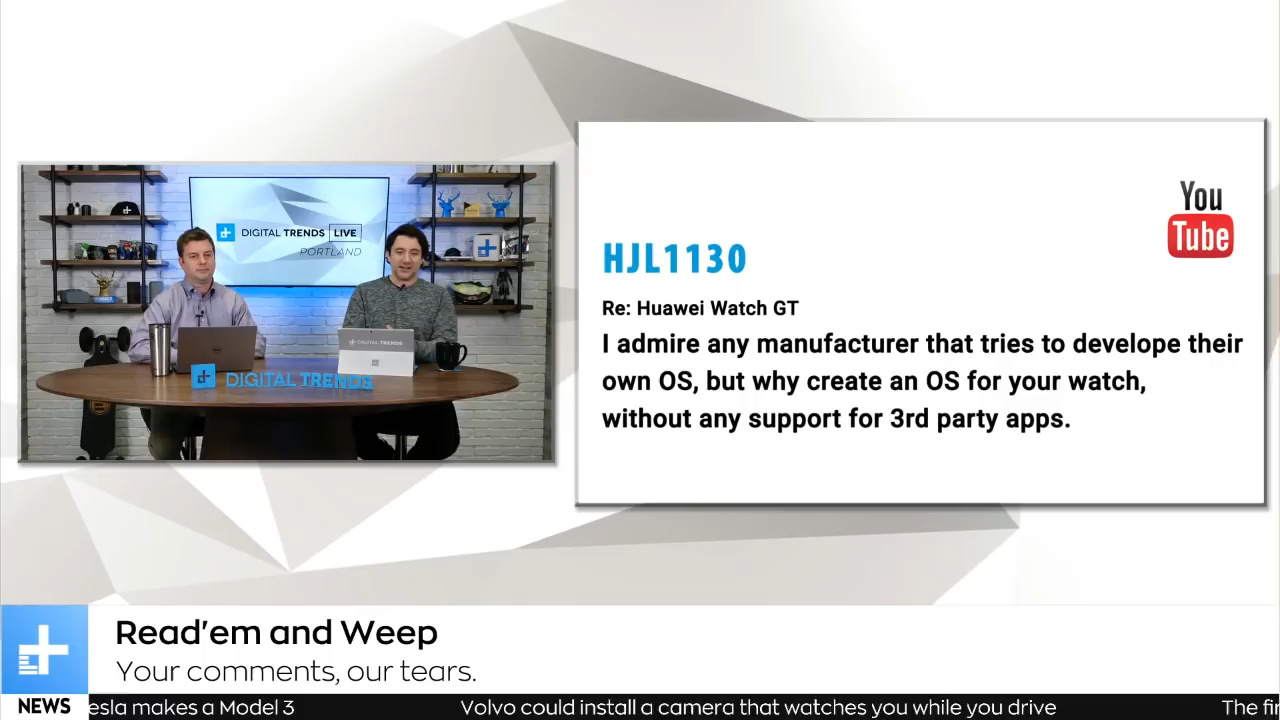 DIGITAL TRENDS LIVE
PORTLAND
DIGITAL TRENDS
DIGITAL TRENDS
You
Tube
HJL1130
Re: Huawei Watch GT
I admire any manufacturer that tries to develope their
own OS, but why create an OS for your watch,
without any support for 3rd party apps.
Read'em and Weep
Your comments, our tears.
NEWS esla makes a Model 3 Volvo could install a camera that watches you while you drive The fir